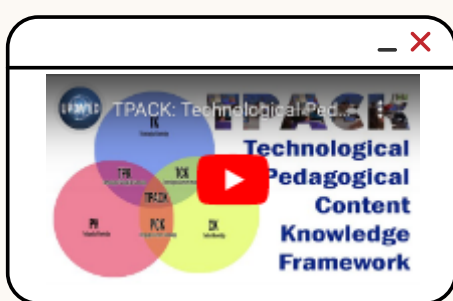 TPACK: Technological Ped...
TPACK
Technological
Pedagogical
Content
Knowledge
Framework
TK
TPK
TCK
TPACK
PK
PCK
CK